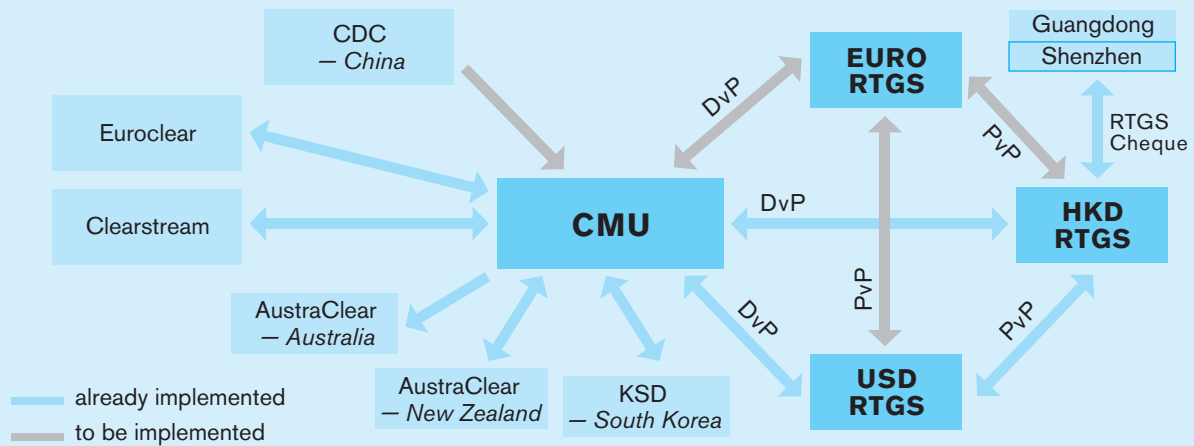 CDC
— China
EURO
RTGS
Guangdong
Shenzhen
Euroclear
DvP
PvP
RTGS
Cheque
Clearstream
CMU
DvP
HKD
RTGS
AustraClear
— Australia
DvP
PvP
PvP
AustraClear
— New Zealand
KSD
— South Korea
USD
RTGS
already implemented
to be implemented